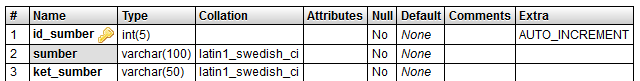 # Name Type Collation Attributes Null Default Comments Extra
1 id_sumber int(5) No None AUTO_INCREMENT
2 sumber varchar(100) latin1_swedish_ci No None
3 ket_sumber varchar(50) latin1_swedish_ci No None